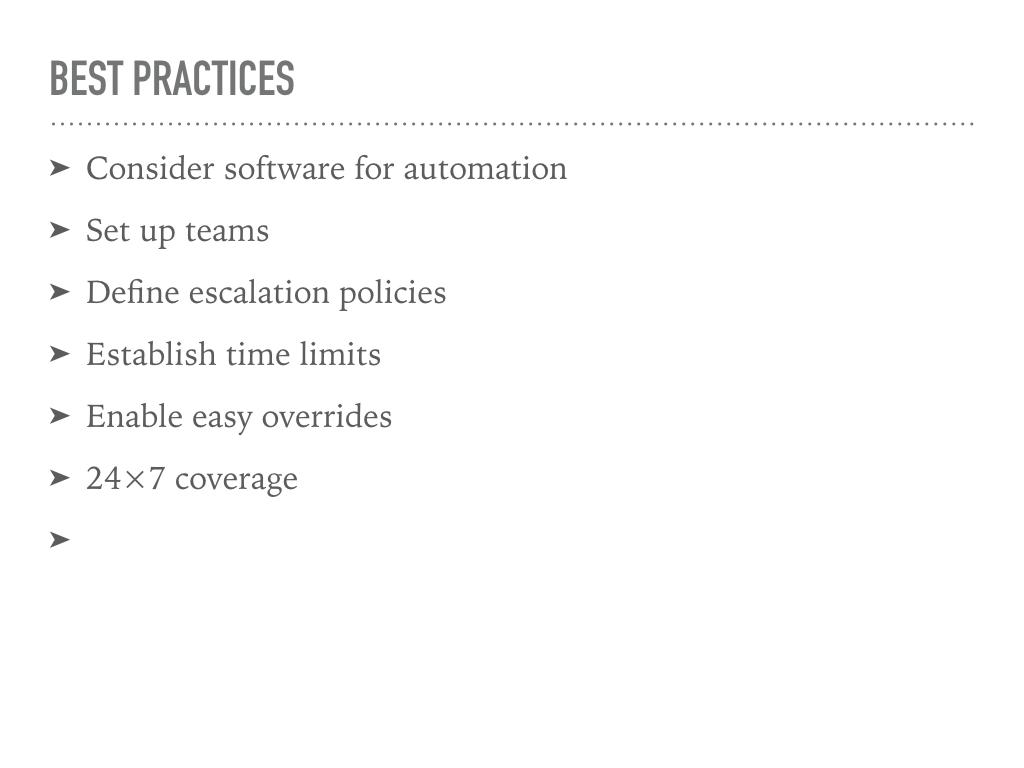 BEST PRACTICES
➤ Consider software for automation
➤ Set up teams
➤ Define escalation policies
➤ Establish time limits
➤ Enable easy overrides
➤ 24×7 coverage
➤